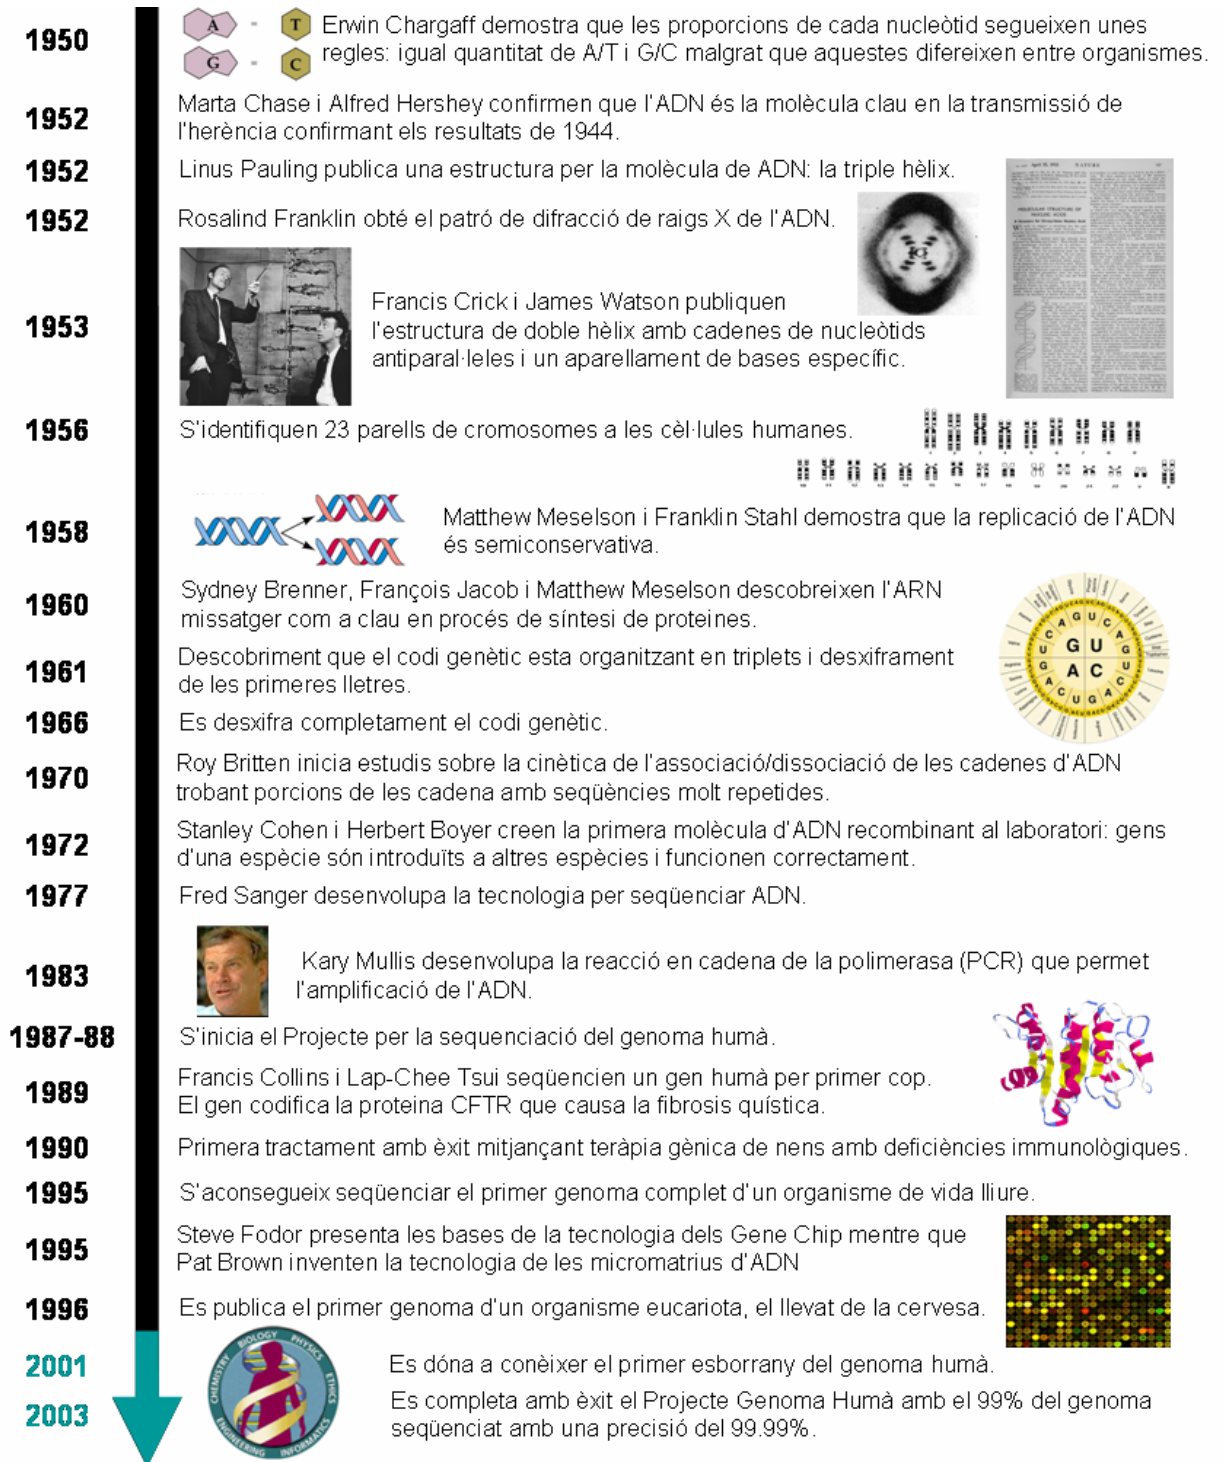 1950
A - T
G - C
Erwin Chargaff demostra que les proporcions de cada nucleòtid segueixen unes
regles: igual quantitat de A/T i G/C malgrat que aquestes difereixen entre organismes.
1952
Marta Chase i Alfred Hershey confirmen que l'ADN és la molècula clau en la transmissió de
l'herència confirmant els resultats de 1944.
1952
Linus Pauling publica una estructura per la molècula de ADN: la triple hèlix.
NATURE
MOLECULAR STRUCTURE OF
NUCLEIC ACIDS
1952
Rosalind Franklin obté el patró de difracció de raigs X de l'ADN.
1953
Francis Crick i James Watson publiquen
l'estructura de doble hèlix amb cadenes de nucleòtids
antiparal·leles i un aparellament de bases específic.
1956
S'identifiquen 23 parells de cromosomes a les cèl·lules humanes.
1958
Matthew Meselson i Franklin Stahl demostra que la replicació de l'ADN
és semiconservativa.
1960
Sydney Brenner, François Jacob i Matthew Meselson descobreixen l'ARN
missatger com a clau en procés de síntesi de proteines.
G U
A C
1961
Descobriment que el codi genètic esta organitzant en triplets i desxiframent
de les primeres lletres.
1966
Es desxifra completament el codi genètic.
1970
Roy Britten inicia estudis sobre la cinètica de l'associació/dissociació de les cadenes d'ADN
trobant porcions de les cadena amb seqüències molt repetides.
1972
Stanley Cohen i Herbert Boyer creen la primera molècula d'ADN recombinant al laboratori: gens
d'una espècie són introduïts a altres espècies i funcionen correctament.
1977
Fred Sanger desenvolupa la tecnologia per seqüenciar ADN.
1983
Kary Mullis desenvolupa la reacció en cadena de la polimerasa (PCR) que permet
l'amplificació de l'ADN.
1987-88
S'inicia el Projecte per la sequenciació del genoma humà.
1989
Francis Collins i Lap-Chee Tsui seqüencien un gen humà per primer cop.
El gen codifica la proteina CFTR que causa la fibrosis quística.
1990
Primera tractament amb èxit mitjançant teràpia gènica de nens amb deficiències immunològiques.
1995
S'aconsegueix seqüenciar el primer genoma complet d'un organisme de vida lliure.
1995
Steve Fodor presenta les bases de la tecnologia dels Gene Chip mentre que
Pat Brown inventen la tecnologia de les micromatrius d'ADN
1996
Es publica el primer genoma d'un organisme eucariota, el llevat de la cervesa.
CHEMISTRY BIOLOGY PHYSICS ETHICS
ENGINEERING INFORMATICS
2001
Es dóna a conèixer el primer esborrany del genoma humà.
2003
Es completa amb èxit el Projecte Genoma Humà amb el 99% del genoma
seqüenciat amb una precisió del 99.99%.